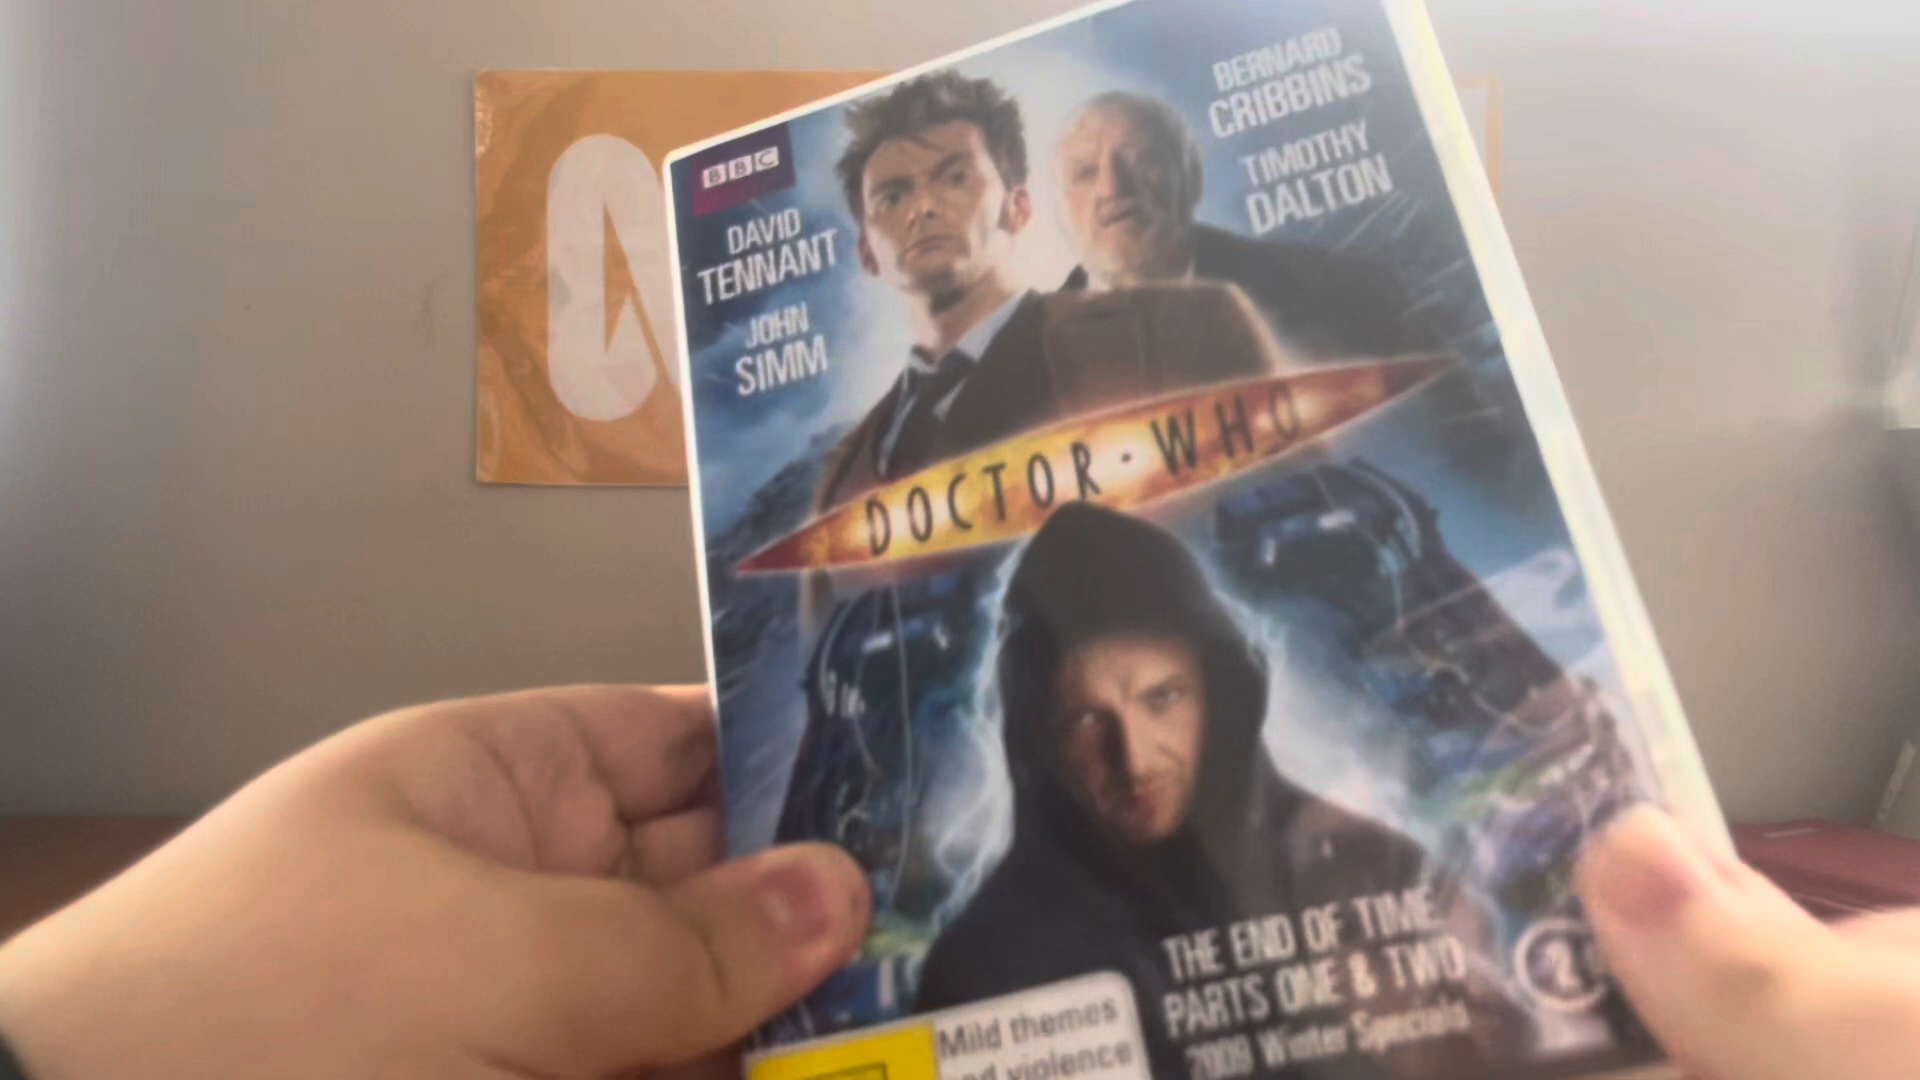 BBC
DAVID
TENNANT
JOHN
SIMM
BERNARD
CRIBBINS
TIMOTHY
DALTON
DOCTOR · WHO
THE END OF TIME
PARTS ONE & TWO
2009 Winter Specials
2
Mild themes
and violence